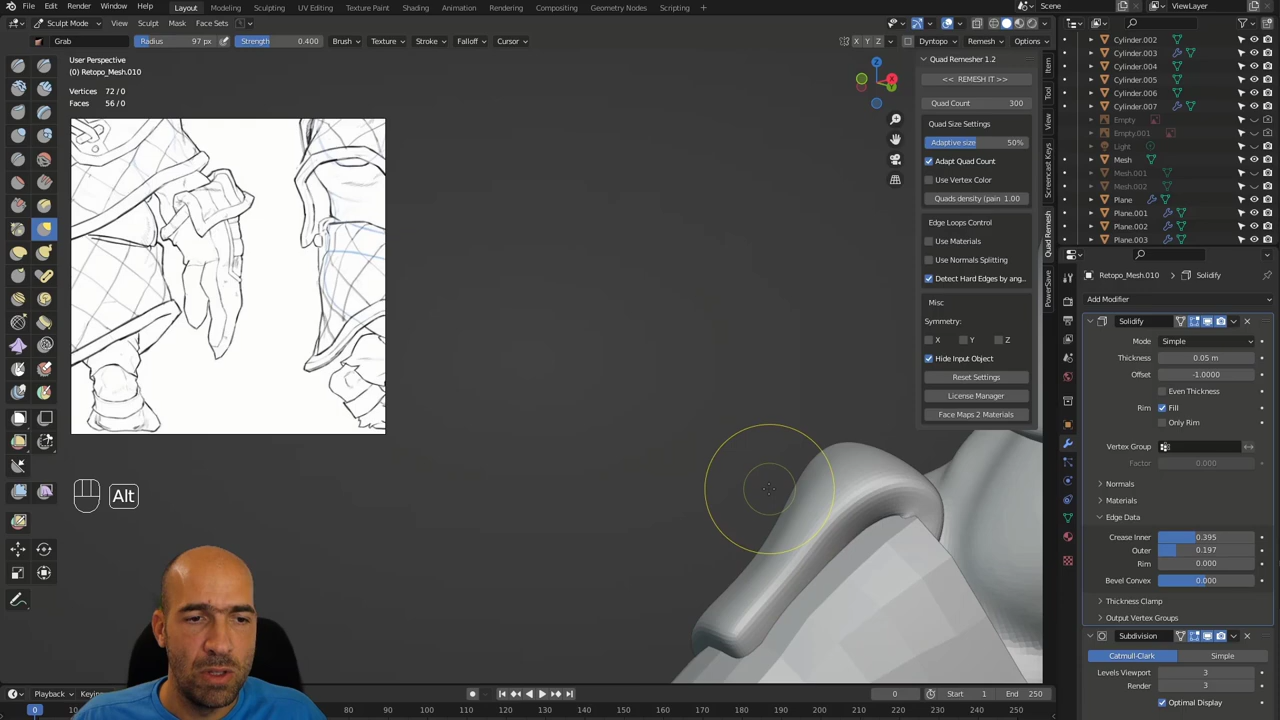 File Edit Render Window Help Layout Modeling Sculpting UV Editing Texture Paint Shading Animation Rendering Compositing Geometry Nodes Scripting + Scene ViewLayer
Sculpt Mode View Sculpt Mask Face Sets
Grab Radius 97 px Strength 0.400 Brush Texture Stroke Falloff Cursor X Y Z Dyntopo Remesh Options
User Perspective
(0) Retopo_Mesh.010
Vertices 72 / 0
Faces 56 / 0
X
Y
Z
Quad Remesher 1.2
<< REMESH IT >>
Quad Count 300
Quad Size Settings
Adaptive size 50%
Adapt Quad Count
Use Vertex Color
Quads density (pain 1.00
Edge Loops Control
Use Materials
Use Normals Splitting
Detect Hard Edges by ang..
Misc
Symmetry:
X Y Z
Hide Input Object
Reset Settings
License Manager
Face Maps 2 Materials
Item
Tool
View
Screencast Keys
Quad Remesh
PowerSave
Cylinder.002
Cylinder.003
Cylinder.004
Cylinder.005
Cylinder.006
Cylinder.007
Empty
Empty.001
Light
Mesh
Mesh.001
Mesh.002
Plane
Plane.001
Plane.002
Plane.003
Retopo_Mesh.010 > Solidify
Add Modifier
Solidify
Mode Simple
Thickness 0.05 m
Offset -1.0000
Even Thickness
Rim Fill
Only Rim
Vertex Group
Factor 0.000
Normals
Materials
Edge Data
Crease Inner 0.395
Outer 0.197
Rim 0.000
Bevel Convex 0.000
Thickness Clamp
Output Vertex Groups
Subdivision
Catmull-Clark Simple
Levels Viewport 3
Render 3
Optimal Display
Alt
Playback Keying 0 Start 1 End 250
0 80 90 100 110 120 130 140 150 160 170 180 190 200 210 220 230 240 250